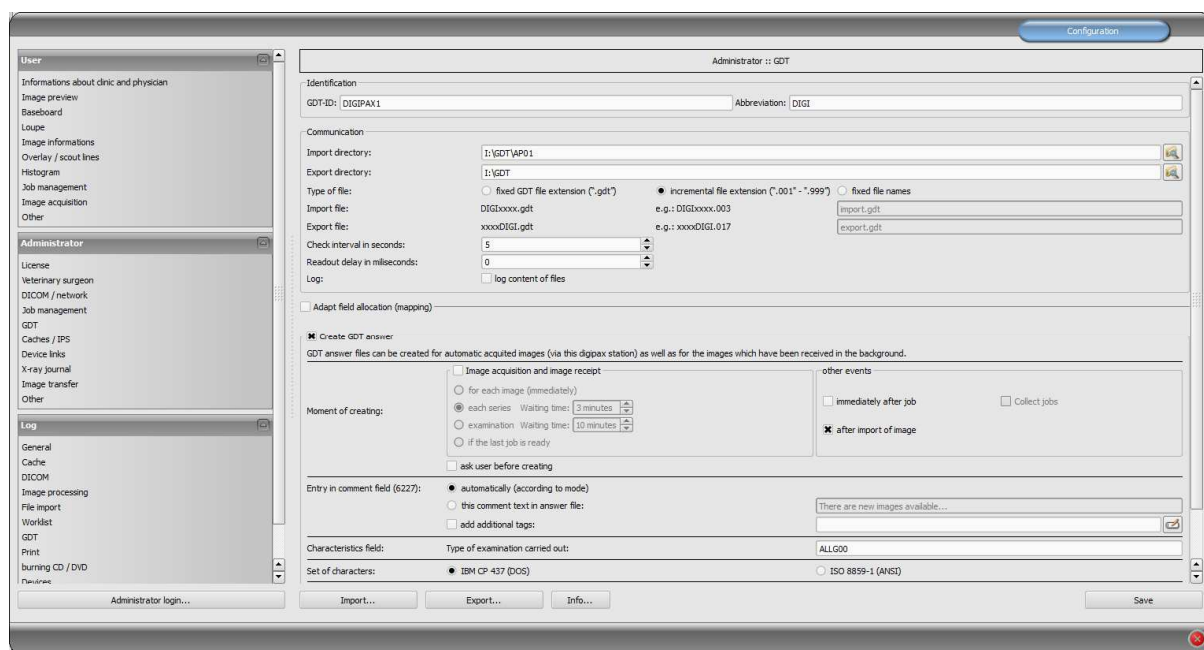 Configuration
User
Informations about clinic and physician
Image preview
Baseboard
Loupe
Image informations
Overlay / scout lines
Histogram
Job management
Image acquisition
Other
Administrator
License
Veterinary surgeon
DICOM / network
Job management
GDT
Caches / IPS
Device links
X-ray journal
Image transfer
Other
Log
General
Cache
DICOM
Image processing
File import
Worklist
GDT
Print
burning CD / DVD
Devices
Administrator login...
Administrator :: GDT
Identification
GDT-ID: DIGIPAX1 Abbreviation: DIGI
Communication
Import directory: I:\GDT\AP01
Export directory: I:\GDT
Type of file: fixed GDT file extension (".gdt") incremental file extension (".001" - ".999") fixed file names
Import file: DIGIxxxx.gdt e.g.: DIGIxxxx.003 import.gdt
Export file: xxxxDIGI.gdt e.g.: xxxxDIGI.017 export.gdt
Check interval in seconds: 5
Readout delay in miliseconds: 0
Log: log content of files
Adapt field allocation (mapping)
Create GDT answer
GDT answer files can be created for automatic acquited images (via this digipax station) as well as for the images which have been received in the background.
Moment of creating:
Image acquisition and image receipt
for each image (immediately)
each series Waiting time: 3 minutes
examination Waiting time: 10 minutes
if the last job is ready
other events
immediately after job Collect jobs
after import of image
ask user before creating
Entry in comment field (6227): automatically (according to mode)
this comment text in answer file: There are new images available...
add additional tags:
Characteristics field: Type of examination carried out: ALLG00
Set of characters: IBM CP 437 (DOS) ISO 8859-1 (ANSI)
Import... Export... Info... Save